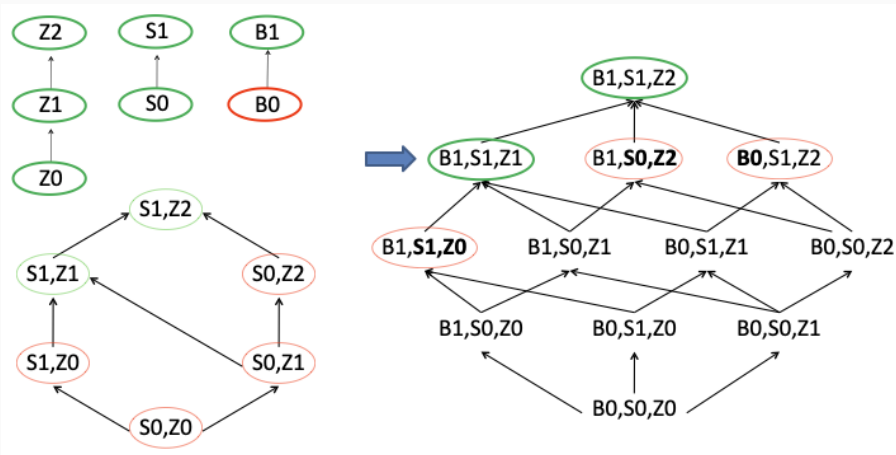 Z2 S1 B1
Z1 S0 B0
Z0
S1,Z2
S1,Z1 S0,Z2
S1,Z0 S0,Z1
S0,Z0
B1,S1,Z2
B1,S1,Z1 B1,S0,Z2 B0,S1,Z2
B1,S1,Z0 B1,S0,Z1 B0,S1,Z1 B0,S0,Z2
B1,S0,Z0 B0,S1,Z0 B0,S0,Z1
B0,S0,Z0